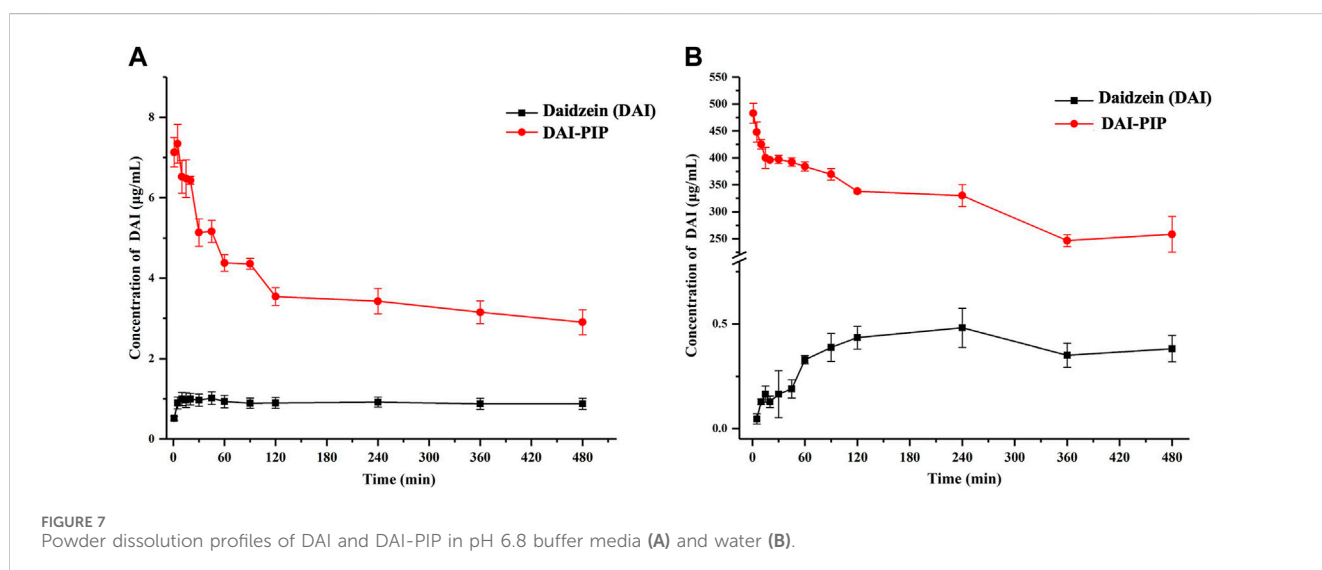 A
B
Daidzein (DAI)
DAI-PIP
Concentration of DAI (µg/mL)
8
6
4
2
0
0 60 120 180 240 300 360 420 480
Time (min)
Daidzein (DAI)
DAI-PIP
Concentration of DAI (µg/mL)
550
500
450
400
350
300
250
0.5
0.0
0 60 120 180 240 300 360 420 480
Time (min)
FIGURE 7
Powder dissolution profiles of DAI and DAI-PIP in pH 6.8 buffer media (A) and water (B).